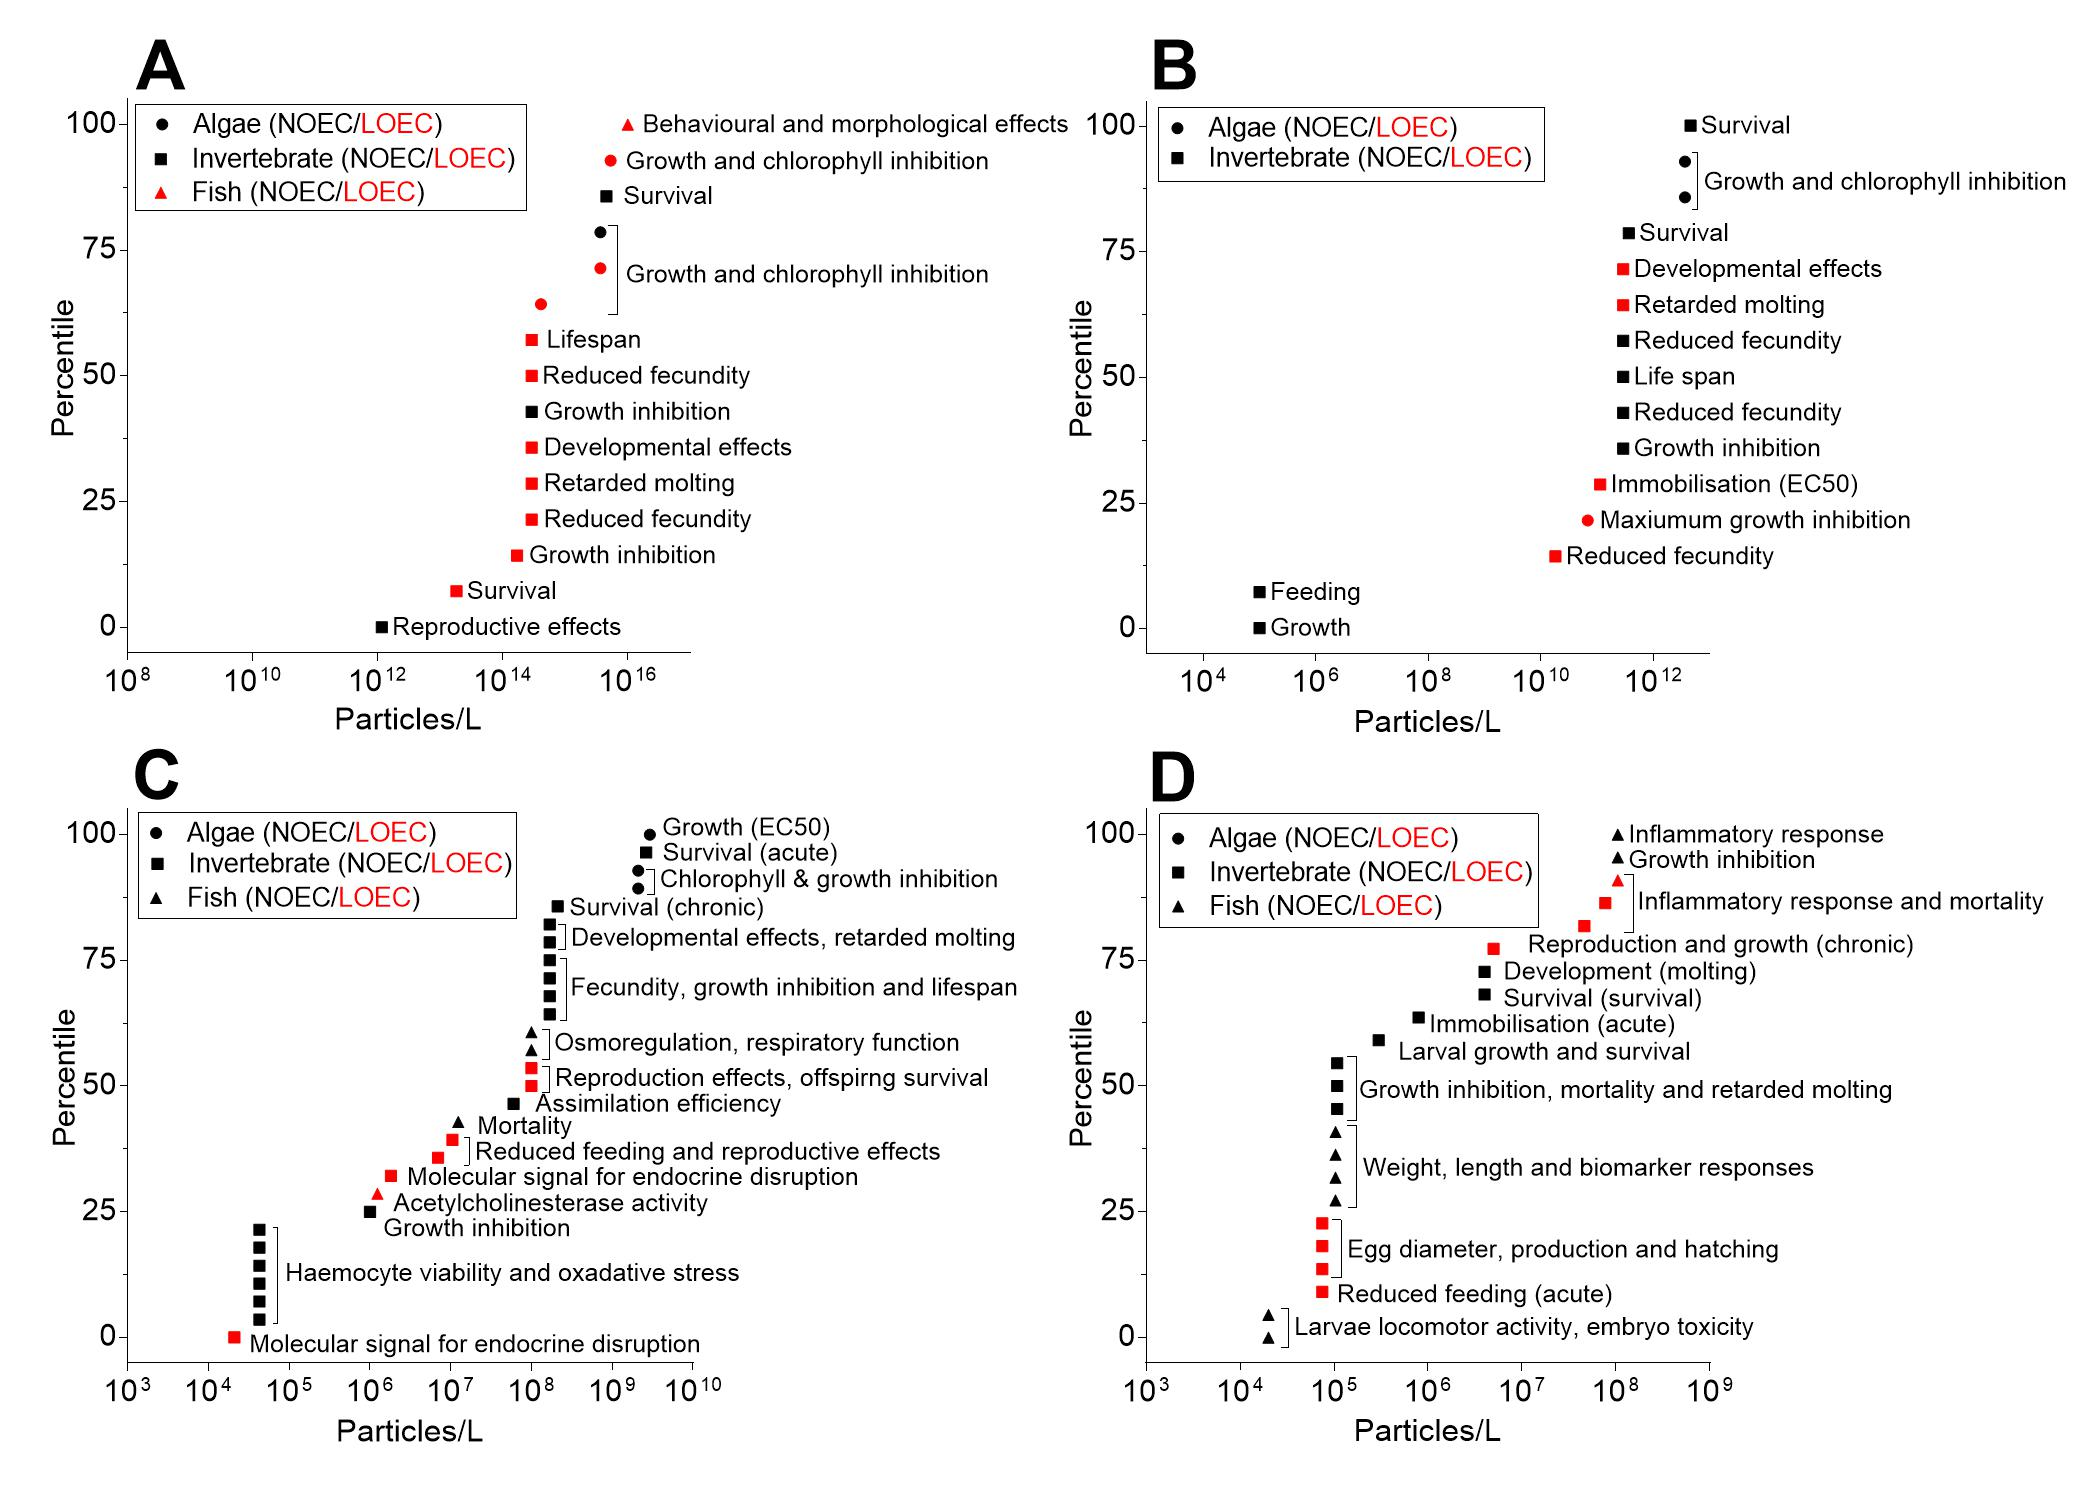 A
Algae (NOEC/LOEC)
Invertebrate (NOEC/LOEC)
Fish (NOEC/LOEC)
Percentile
100
75
50
25
0
Behavioural and morphological effects
Growth and chlorophyll inhibition
Survival
Growth and chlorophyll inhibition
Lifespan
Reduced fecundity
Growth inhibition
Developmental effects
Retarded molting
Reduced fecundity
Growth inhibition
Survival
Reproductive effects
10^8 10^10 10^12 10^14 10^16
Particles/L
B
Algae (NOEC/LOEC)
Invertebrate (NOEC/LOEC)
Percentile
100
75
50
25
0
Survival
Growth and chlorophyll inhibition
Survival
Developmental effects
Retarded molting
Reduced fecundity
Life span
Reduced fecundity
Growth inhibition
Immobilisation (EC50)
Maxiumum growth inhibition
Reduced fecundity
Feeding
Growth
10^4 10^6 10^8 10^10 10^12
Particles/L
C
Algae (NOEC/LOEC)
Invertebrate (NOEC/LOEC)
Fish (NOEC/LOEC)
Percentile
100
75
50
25
0
Growth (EC50)
Survival (acute)
Chlorophyll & growth inhibition
Survival (chronic)
Developmental effects, retarded molting
Fecundity, growth inhibition and lifespan
Osmoregulation, respiratory function
Reproduction effects, offspirng survival
Assimilation efficiency
Mortality
Reduced feeding and reproductive effects
Molecular signal for endocrine disruption
Acetylcholinesterase activity
Growth inhibition
Haemocyte viability and oxadative stress
Molecular signal for endocrine disruption
10^3 10^4 10^5 10^6 10^7 10^8 10^9 10^10
Particles/L
D
Algae (NOEC/LOEC)
Invertebrate (NOEC/LOEC)
Fish (NOEC/LOEC)
Percentile
100
75
50
25
0
Inflammatory response
Growth inhibition
Inflammatory response and mortality
Reproduction and growth (chronic)
Development (molting)
Survival (survival)
Immobilisation (acute)
Larval growth and survival
Growth inhibition, mortality and retarded molting
Weight, length and biomarker responses
Egg diameter, production and hatching
Reduced feeding (acute)
Larvae locomotor activity, embryo toxicity
10^3 10^4 10^5 10^6 10^7 10^8 10^9
Particles/L